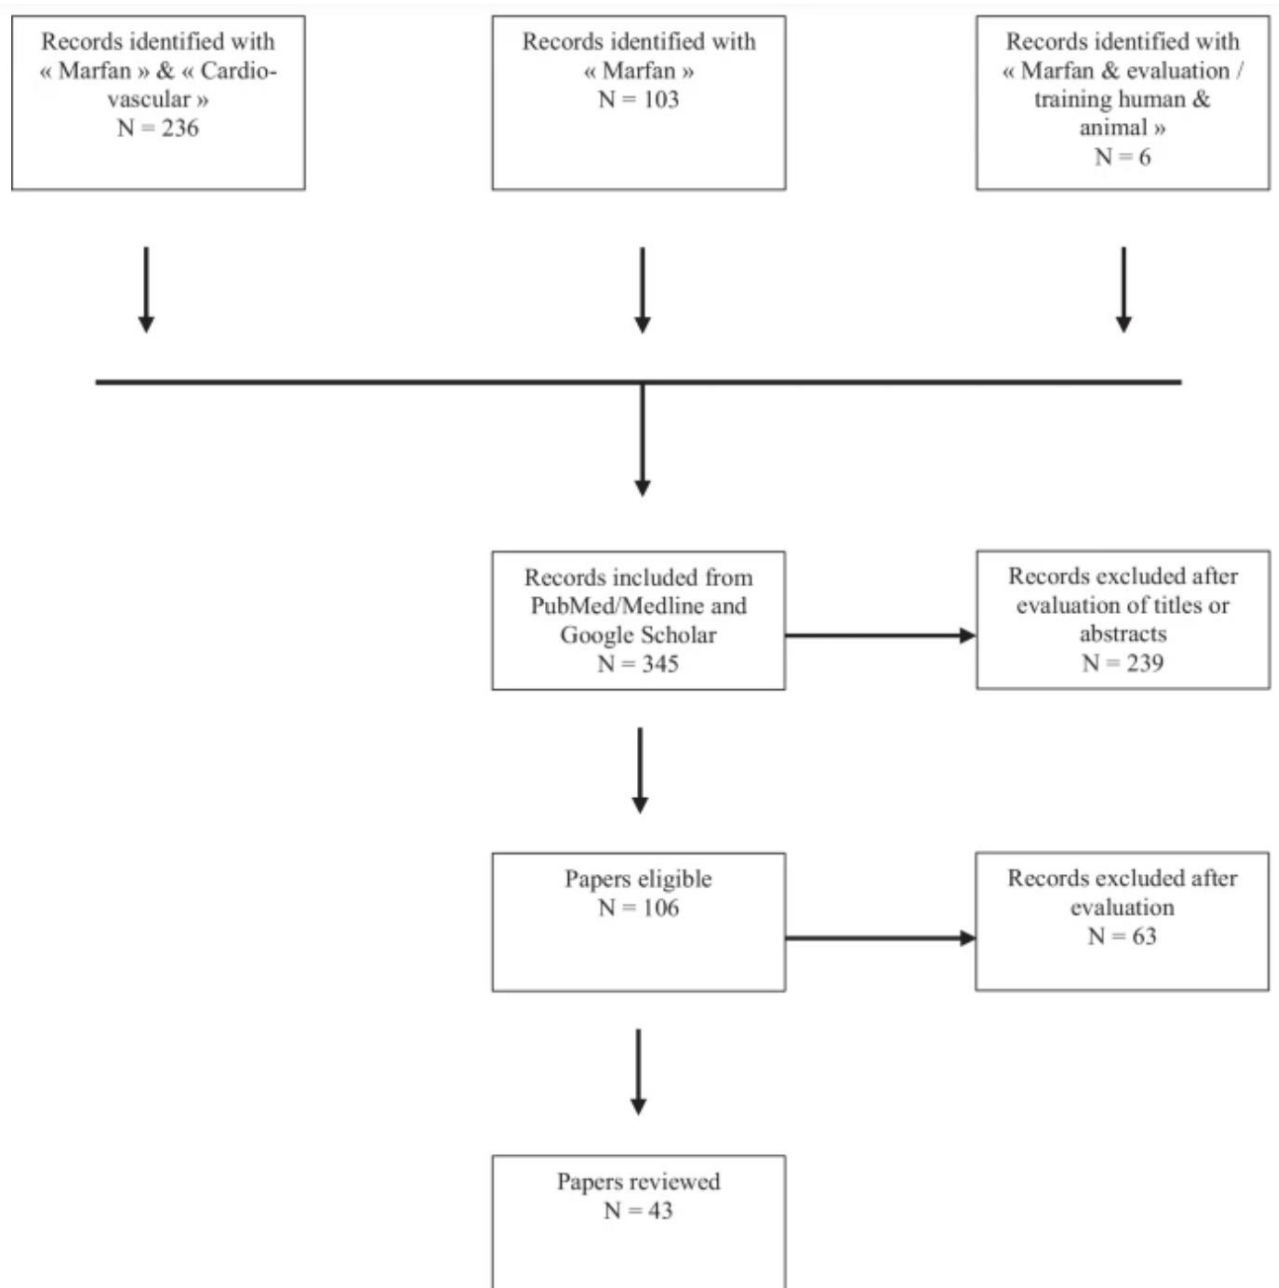 Records identified with
« Marfan » & « Cardio-
vascular »
N = 236
Records identified with
« Marfan »
N = 103
Records identified with
« Marfan & evaluation /
training human &
animal »
N = 6
Records included from
PubMed/Medline and
Google Scholar
N = 345
Records excluded after
evaluation of titles or
abstracts
N = 239
Papers eligible
N = 106
Records excluded after
evaluation
N = 63
Papers reviewed
N = 43